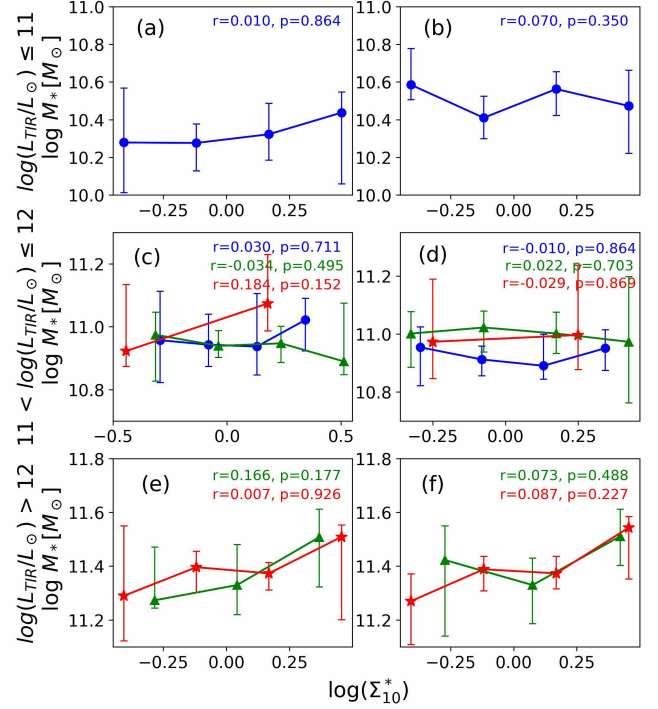 log(L_TIR/L_⊙) ≤ 11
log M_*[M_⊙]
11.0
10.8
10.6
10.4
10.2
10.0
(a)
r=0.010, p=0.864
−0.25 0.00 0.25
11.0
10.8
10.6
10.4
10.2
10.0
(b)
r=0.070, p=0.350
−0.25 0.00 0.25
11 < log(L_TIR/L_⊙) ≤ 12
log M_*[M_⊙]
11.2
11.0
10.8
(c)
r=0.030, p=0.711
r=-0.034, p=0.495
r=0.184, p=0.152
−0.5 0.0 0.5
11.2
11.0
10.8
(d)
r=-0.010, p=0.864
r=0.022, p=0.703
r=-0.029, p=0.869
−0.25 0.00 0.25
log(L_TIR/L_⊙) > 12
log M_*[M_⊙]
11.8
11.6
11.4
11.2
(e)
r=0.166, p=0.177
r=0.007, p=0.926
−0.25 0.00 0.25
11.8
11.6
11.4
11.2
(f)
r=0.073, p=0.488
r=0.087, p=0.227
−0.25 0.00 0.25
log(Σ*_10)